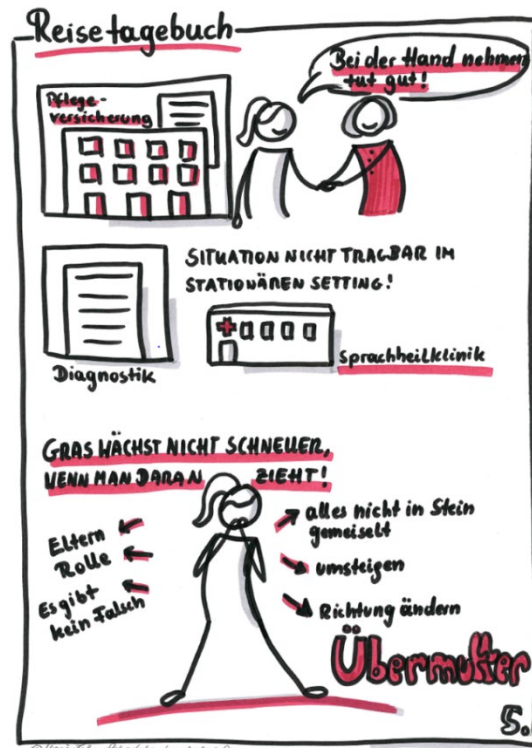 Reisetagebuch
Bei der Hand nehmen
tut gut!
Pflege-
versicherung
SITUATION NICHT TRAGBAR IM
STATIONÄREN SETTING!
Diagnostik
Sprachheilklinik
GRAS WÄCHST NICHT SCHNELLER,
WENN MAN DARAN ZIEHT!
Eltern
Rolle
Es gibt
kein Falsch
alles nicht in Stein
gemeiselt
umsteigen
Richtung ändern
Übermutter
5.